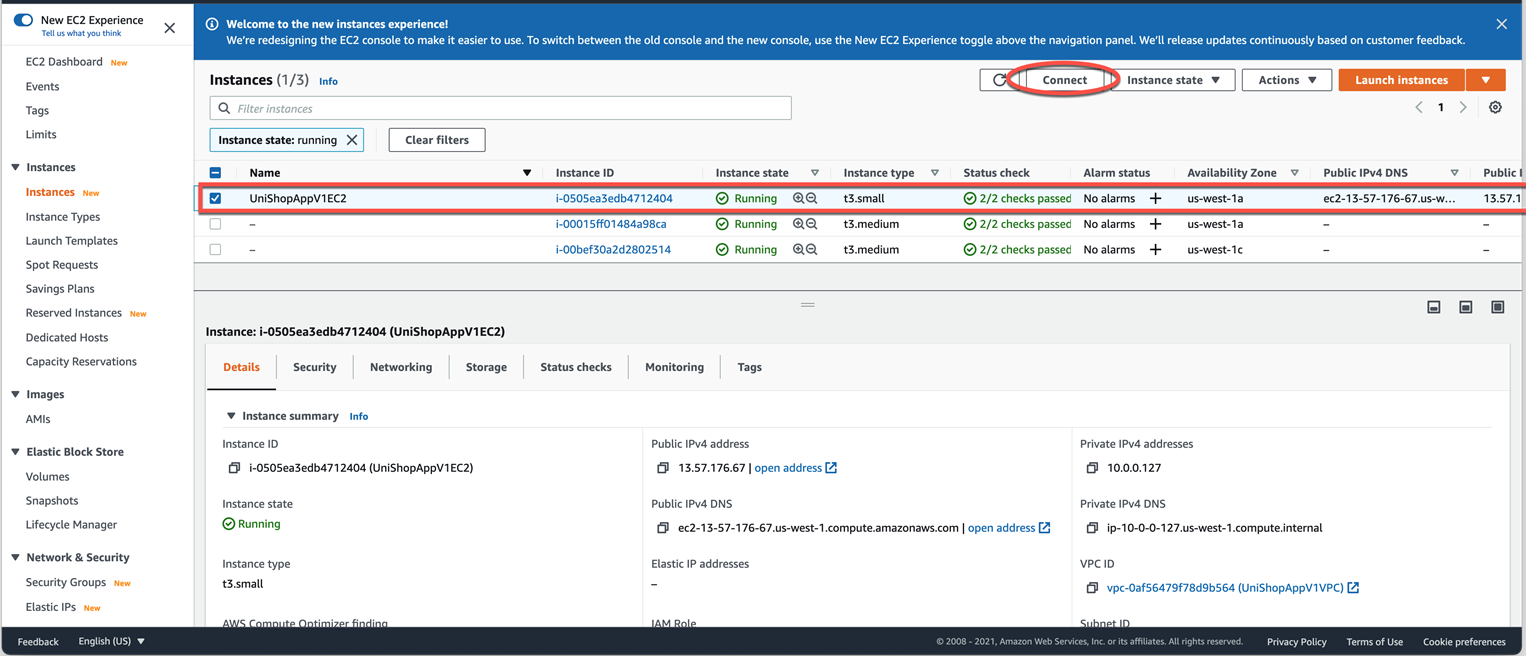 New EC2 Experience
Tell us what you think
EC2 Dashboard New
Events
Tags
Limits
Instances
Instances New
Instance Types
Launch Templates
Spot Requests
Savings Plans
Reserved Instances New
Dedicated Hosts
Capacity Reservations
Images
AMIs
Elastic Block Store
Volumes
Snapshots
Lifecycle Manager
Network & Security
Security Groups New
Elastic IPs New
Welcome to the new instances experience!
We're redesigning the EC2 console to make it easier to use. To switch between the old console and the new console, use the New EC2 Experience toggle above the navigation panel. We'll release updates continuously based on customer feedback.
Instances (1/3) Info
Connect Instance state Actions Launch instances
Filter instances
1
Instance state: running Clear filters
Name Instance ID Instance state Instance type Status check Alarm status Availability Zone Public IPv4 DNS Public
UniShopAppV1EC2 i-0505ea3edb4712404 Running t3.small 2/2 checks passed No alarms + us-west-1a ec2-13-57-176-67.us-w... 13.57.1
– i-00015ff01484a98ca Running t3.medium 2/2 checks passed No alarms + us-west-1a – –
– i-00bef30a2d2802514 Running t3.medium 2/2 checks passed No alarms + us-west-1c – –
Instance: i-0505ea3edb4712404 (UniShopAppV1EC2)
Details Security Networking Storage Status checks Monitoring Tags
Instance summary Info
Instance ID
i-0505ea3edb4712404 (UniShopAppV1EC2)
Instance state
Running
Instance type
t3.small
AWS Compute Optimizer finding
Public IPv4 address
13.57.176.67 | open address
Public IPv4 DNS
ec2-13-57-176-67.us-west-1.compute.amazonaws.com | open address
Elastic IP addresses
–
IAM Role
Private IPv4 addresses
10.0.0.127
Private IPv4 DNS
ip-10-0-0-127.us-west-1.compute.internal
VPC ID
vpc-0af56479f78d9b564 (UniShopAppV1VPC)
Subnet ID
Feedback English (US) © 2008 - 2021, Amazon Web Services, Inc. or its affiliates. All rights reserved. Privacy Policy Terms of Use Cookie preferences